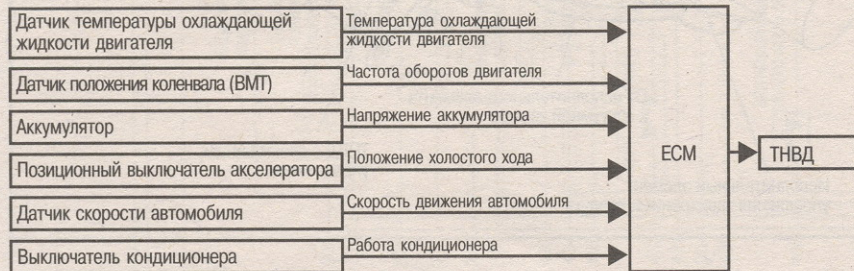 Датчик температуры охлаждающей
жидкости двигателя
Температура охлаждающей
жидкости двигателя
Датчик положения коленвала (ВМТ)
Частота оборотов двигателя
Аккумулятор
Напряжение аккумулятора
Позиционный выключатель акселератора
Положение холостого хода
Датчик скорости автомобиля
Скорость движения автомобиля
Выключатель кондиционера
Работа кондиционера
ECM
ТНВД